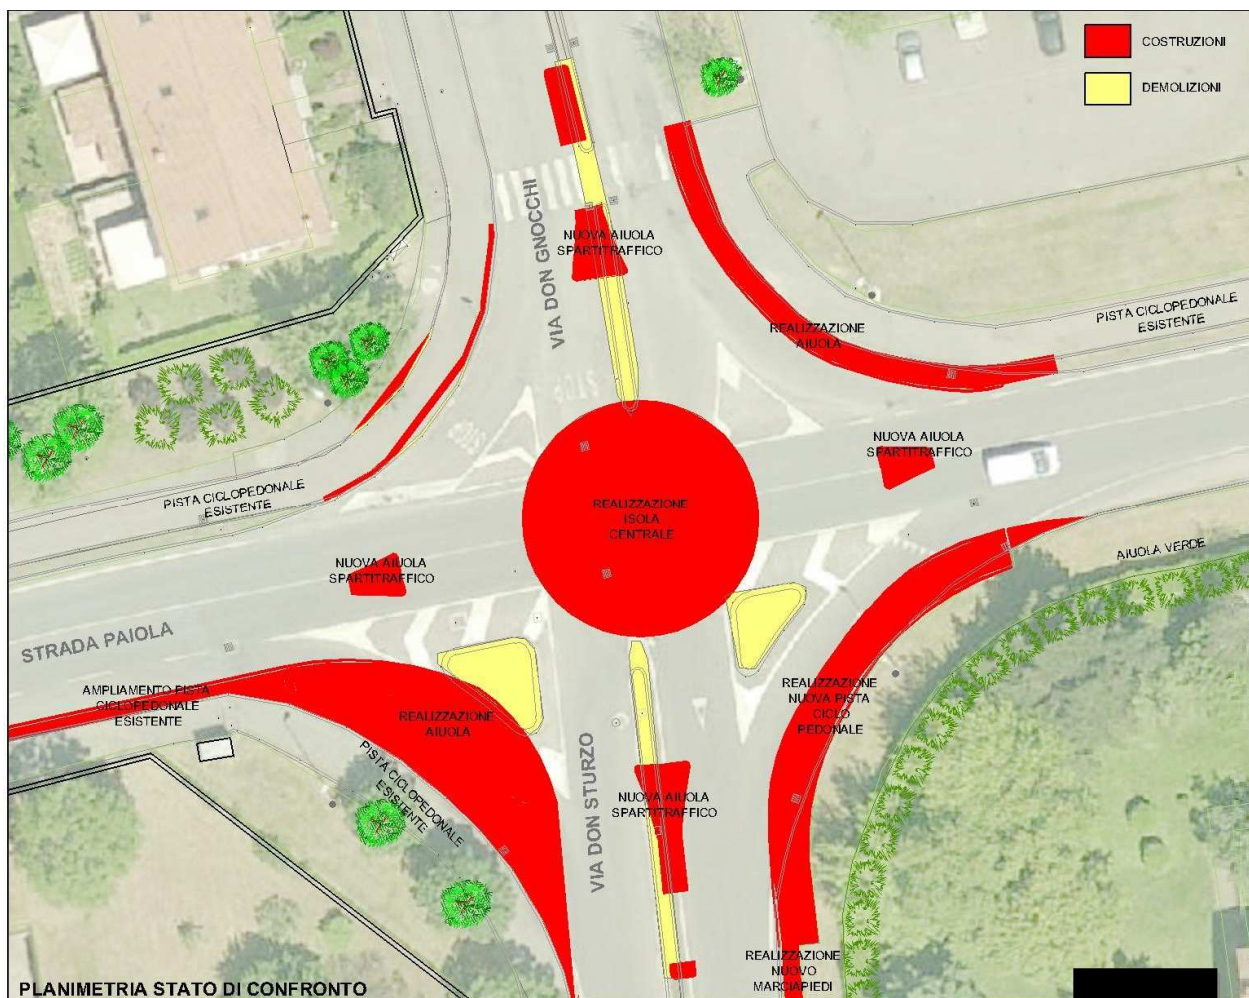 COSTRUZIONI
DEMOLIZIONI
VIA DON GNOCCHI
NUOVA AIUOLA
SPARTITRAFFICO
REALIZZAZIONE
AIUOLA
PISTA CICLOPEDONALE
ESISTENTE
STOP
NUOVA AIUOLA
SPARTITRAFFICO
PISTA CICLOPEDONALE
ESISTENTE
REALIZZAZIONE
ISOLA
CENTRALE
NUOVA AIUOLA
SPARTITRAFFICO
AIUOLA VERDE
STRADA PAIOLA
AMPLIAMENTO PISTA
CICLOPEDONALE
ESISTENTE
REALIZZAZIONE
AIUOLA
REALIZZAZIONE
NUOVA PISTA
CICLO
PEDONALE
PISTA CICLOPEDONALE
ESISTENTE
VIA DON STURZO
NUOVA AIUOLA
SPARTITRAFFICO
REALIZZAZIONE
NUOVO
MARCIAPIEDI
PLANIMETRIA STATO DI CONFRONTO